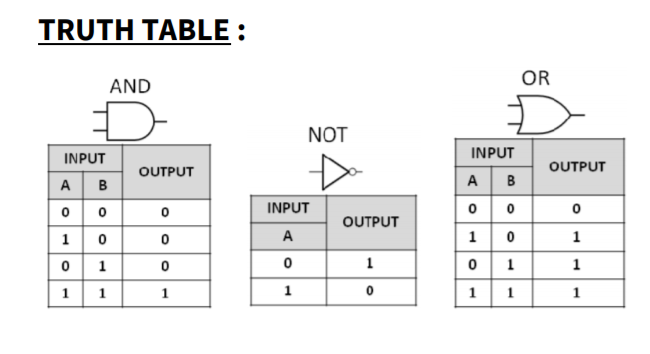 TRUTH TABLE :
AND
INPUT OUTPUT
A B
0 0 0
1 0 0
0 1 0
1 1 1
NOT
INPUT OUTPUT
A
0 1
1 0
OR
INPUT OUTPUT
A B
0 0 0
1 0 1
0 1 1
1 1 1